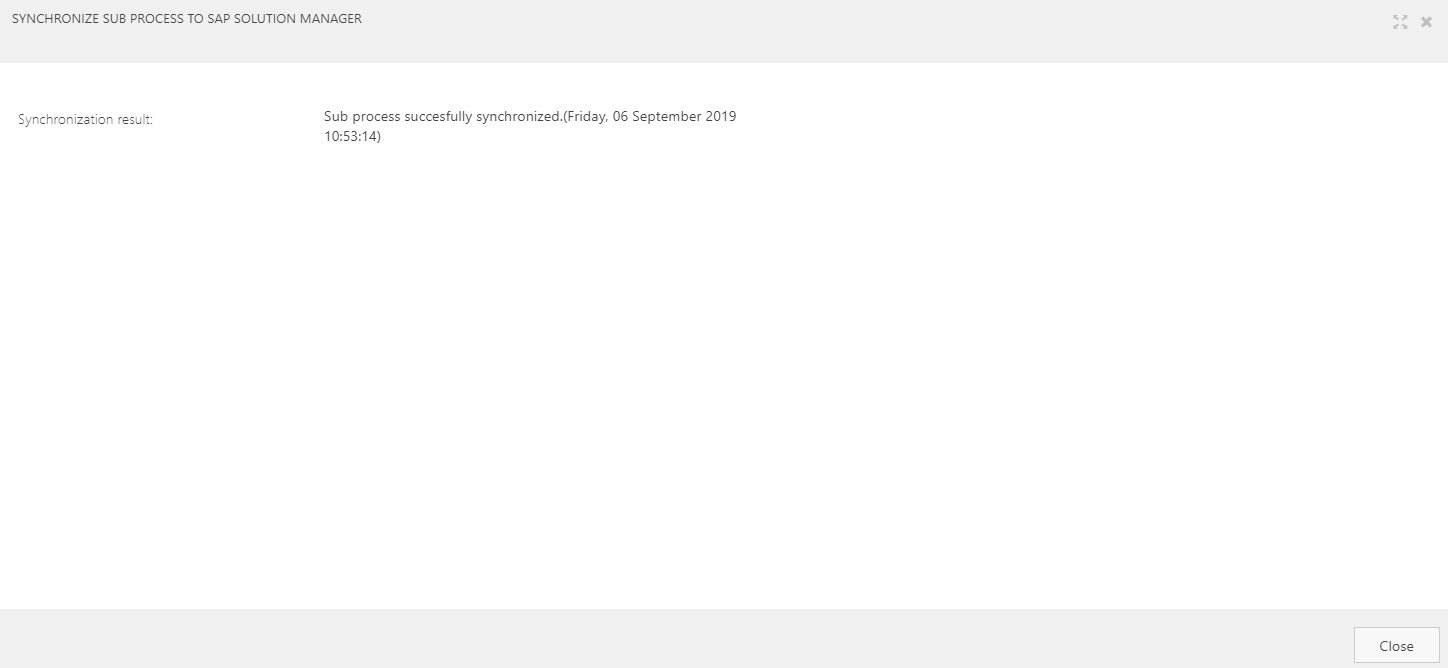 SYNCHRONIZE SUB PROCESS TO SAP SOLUTION MANAGER
Synchronization result:
Sub process succesfully synchronized.(Friday, 06 September 2019
10:53:14)
Close